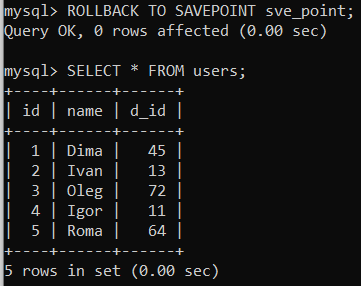 mysql> ROLLBACK TO SAVEPOINT sve_point;
Query OK, 0 rows affected (0.00 sec)
mysql> SELECT * FROM users;
+----+------+------+
| id | name | d_id |
+----+------+------+
|  1 | Dima |   45 |
|  2 | Ivan |   13 |
|  3 | Oleg |   72 |
|  4 | Igor |   11 |
|  5 | Roma |   64 |
+----+------+------+
5 rows in set (0.00 sec)